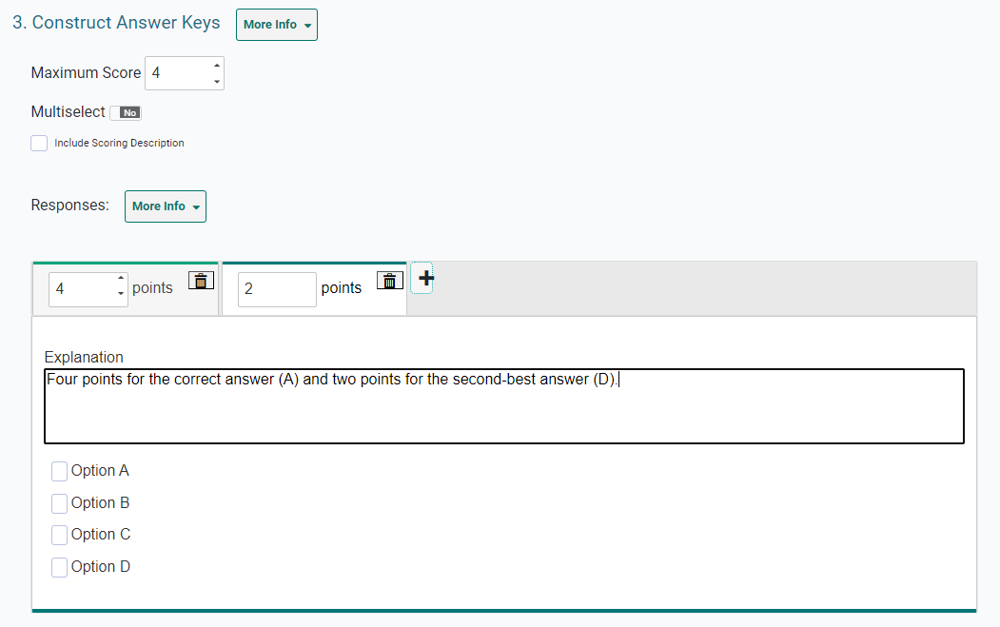 3. Construct Answer Keys More Info
Maximum Score 4
Multiselect No
Include Scoring Description
Responses: More Info
4 points 2 points +
Explanation
Four points for the correct answer (A) and two points for the second-best answer (D).
Option A
Option B
Option C
Option D